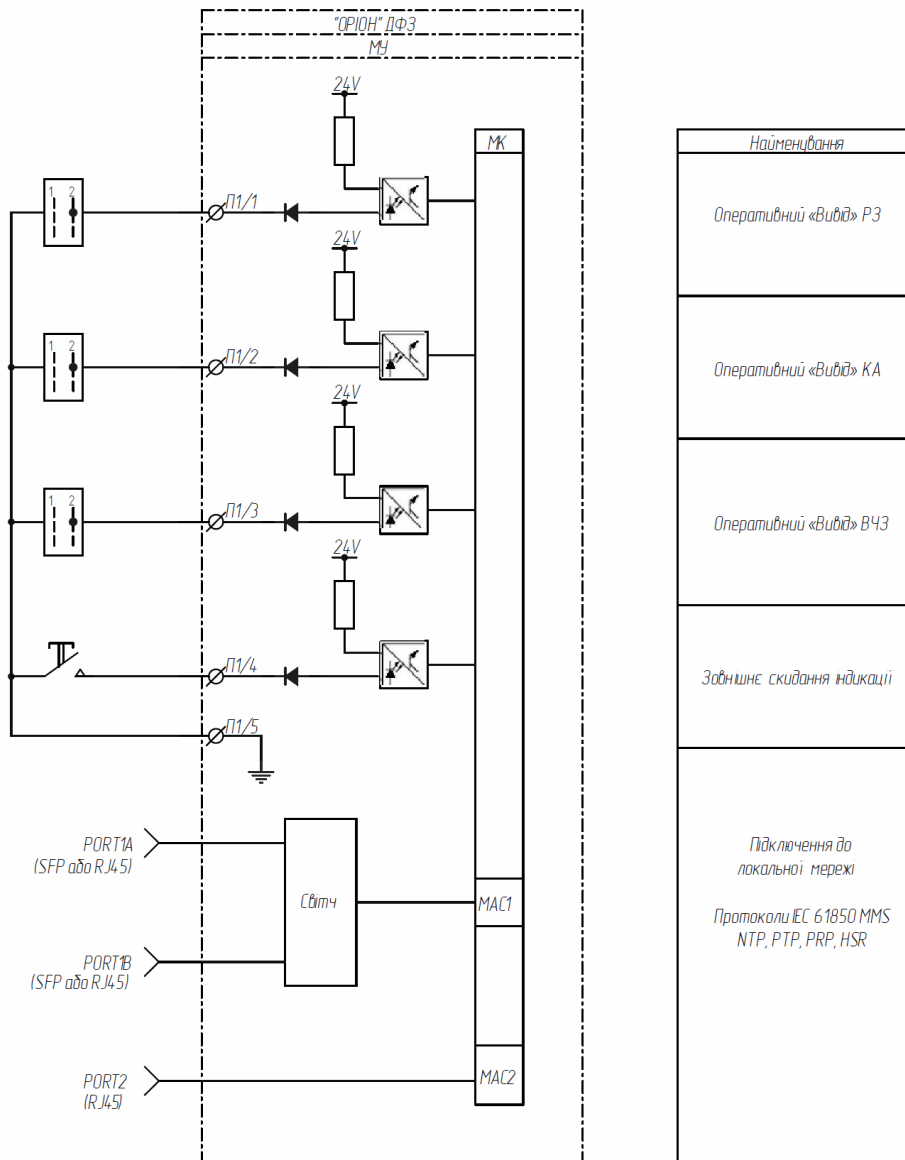 "ОРІОН" ДФЗ
МУ
24V
МК
Найменування
1 2
П1/1
Оперативний «Вивід» РЗ
24V
1 2
П1/2
Оперативний «Вивід» КА
24V
1 2
П1/3
Оперативний «Вивід» ВЧЗ
24V
П1/4
Зовнішнє скидання індикації
П1/5
PORT1A
(SFP або RJ45)
Світч
MAC1
PORT1B
(SFP або RJ45)
Підключення до
локальної мережі
Протоколи IEC 61850 MMS
NTP, PTP, PRP, HSR
PORT2
(RJ45)
MAC2